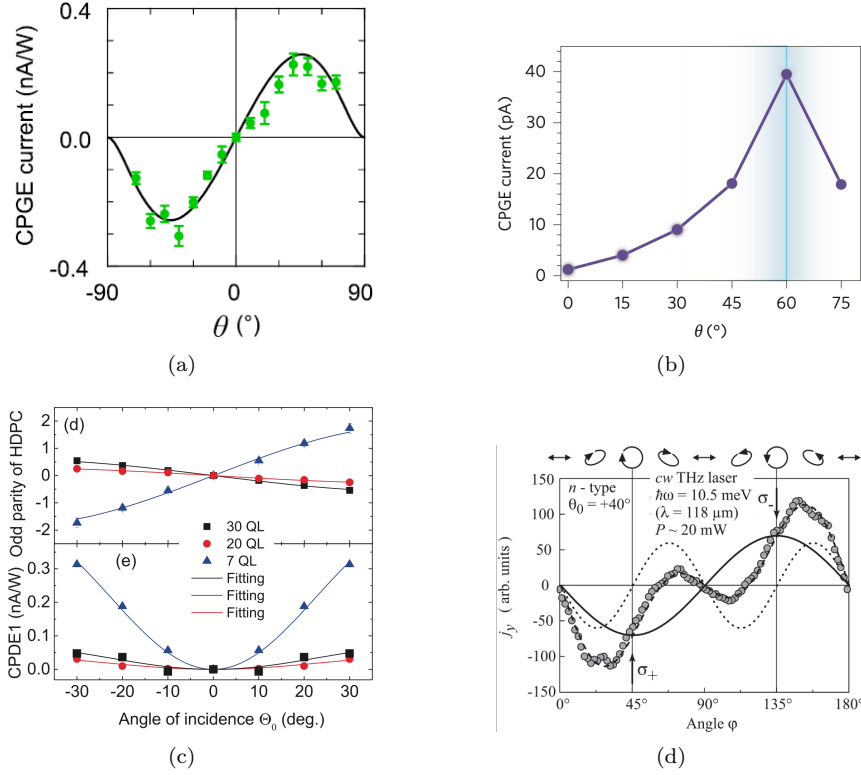 0.4
0.0
-0.4
CPGE current (nA/W)
-90
0
90
θ (°)
(a)
40
30
20
10
0
CPGE current (pA)
0
15
30
45
60
75
θ (°)
(b)
(d)
2
1
0
-1
-2
Odd parity of HDPC
(e)
30 QL
20 QL
7 QL
Fitting
Fitting
Fitting
0.3
0.2
0.1
0.0
CPDE1 (nA/W)
-30
-20
-10
0
10
20
30
Angle of incidence Θ₀ (deg.)
(c)
150
100
50
0
-50
-100
-150
j_y ( arb. units )
n - type
θ₀ = +40°
cw THz laser
ħω = 10.5 meV
(λ = 118 μm)
P ~ 20 mW
σ₋
σ₊
0°
45°
90°
135°
180°
Angle φ
(d)